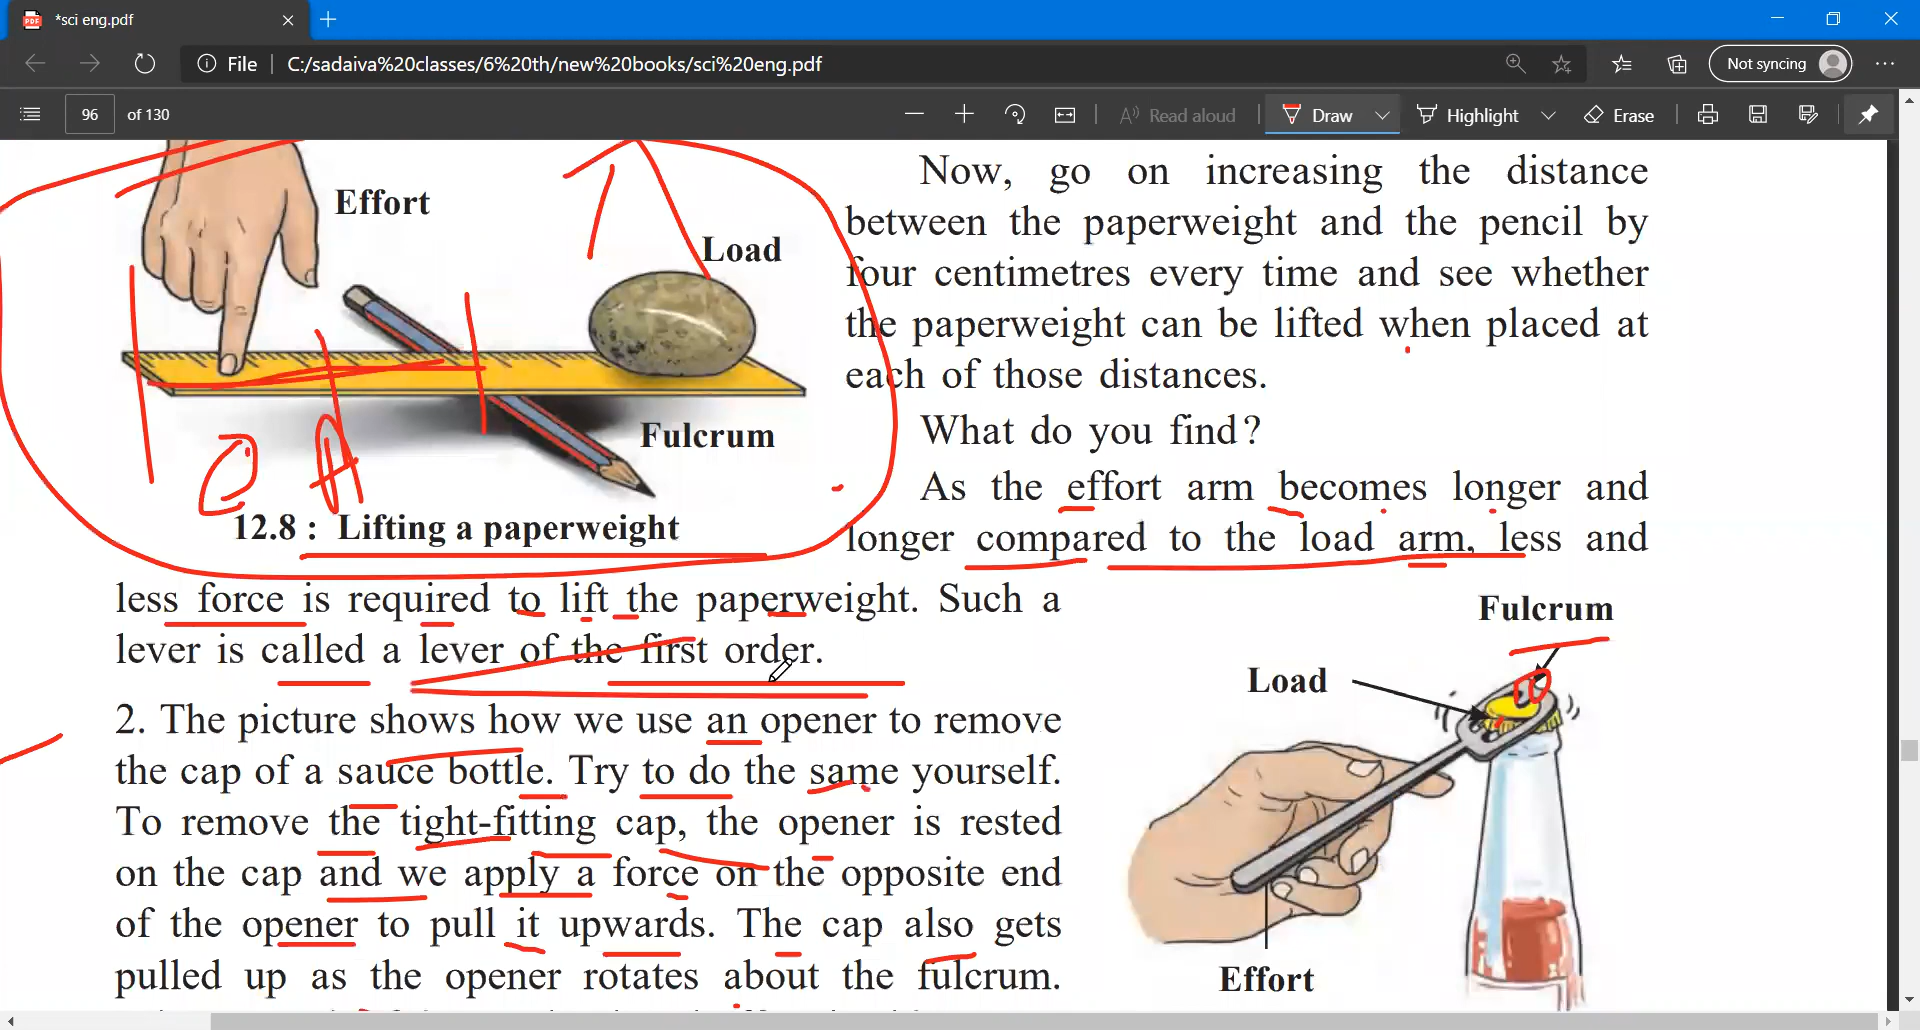 *sci eng.pdf
File
C:/sadaiva%20classes/6%20th/new%20books/sci%20eng.pdf
Not syncing
96 of 130
Read aloud
Draw
Highlight
Erase
Effort
Load
Fulcrum
O A
12.8 : Lifting a paperweight
Now, go on increasing the distance
between the paperweight and the pencil by
four centimetres every time and see whether
the paperweight can be lifted when placed at
each of those distances.
What do you find?
As the effort arm becomes longer and
longer compared to the load arm, less and
less force is required to lift the paperweight. Such a
lever is called a lever of the first order.
2. The picture shows how we use an opener to remove
the cap of a sauce bottle. Try to do the same yourself.
To remove the tight-fitting cap, the opener is rested
on the cap and we apply a force on the opposite end
of the opener to pull it upwards. The cap also gets
pulled up as the opener rotates about the fulcrum.
Fulcrum
Load
Effort